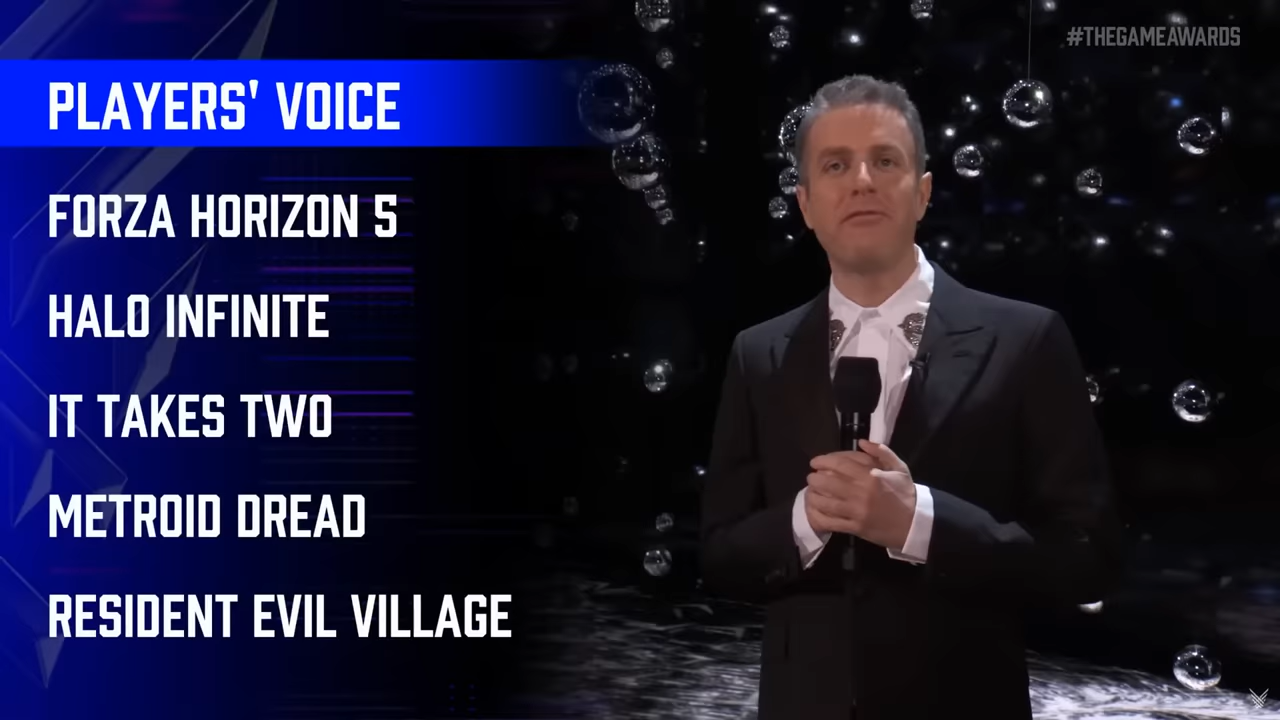 #THEGAMEAWARDS
PLAYERS' VOICE
FORZA HORIZON 5
HALO INFINITE
IT TAKES TWO
METROID DREAD
RESIDENT EVIL VILLAGE